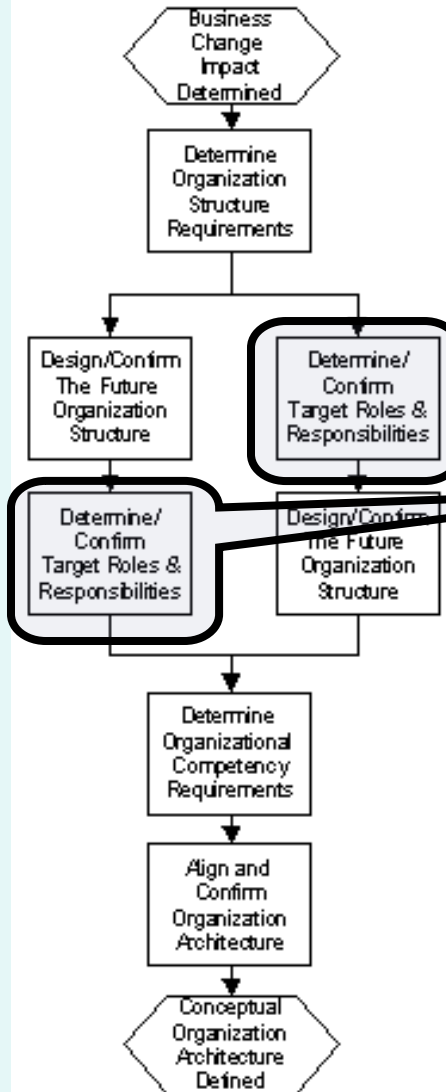 Business
Change
Impact
Determined
Determine
Organization
Structure
Requirements
Design/Confirm
The Future
Organization
Structure
Determine/
Confirm
Target Roles &
Responsibilities
Determine/
Confirm
Target Roles &
Responsibilities
Design/Confirm
The Future
Organization
Structure
Determine
Organizational
Competency
Requirements
Align and
Confirm
Organization
Architecture
Conceptual
Organization
Architecture
Defined